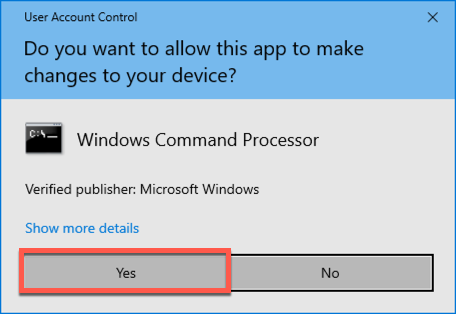 User Account Control
Do you want to allow this app to make
changes to your device?
C:\_
Windows Command Processor
Verified publisher: Microsoft Windows
Show more details
Yes No